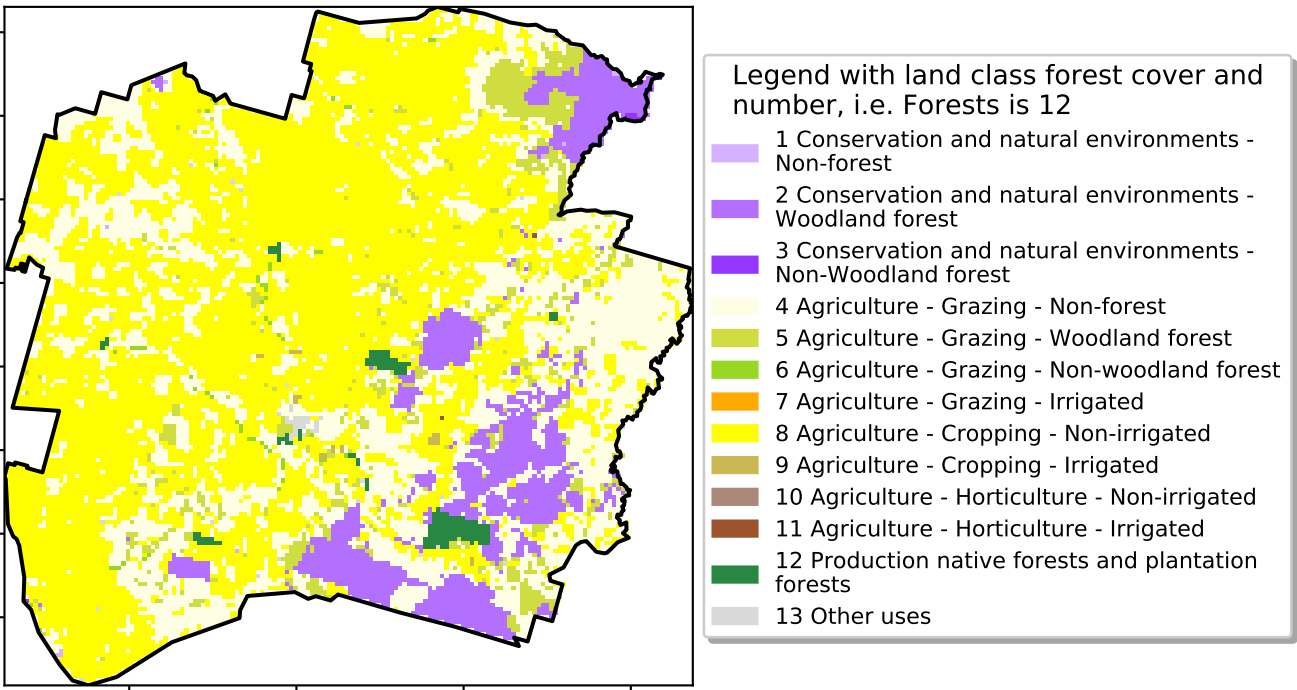 Legend with land class forest cover and
number, i.e. Forests is 12
1 Conservation and natural environments -
Non-forest
2 Conservation and natural environments -
Woodland forest
3 Conservation and natural environments -
Non-Woodland forest
4 Agriculture - Grazing - Non-forest
5 Agriculture - Grazing - Woodland forest
6 Agriculture - Grazing - Non-woodland forest
7 Agriculture - Grazing - Irrigated
8 Agriculture - Cropping - Non-irrigated
9 Agriculture - Cropping - Irrigated
10 Agriculture - Horticulture - Non-irrigated
11 Agriculture - Horticulture - Irrigated
12 Production native forests and plantation
forests
13 Other uses